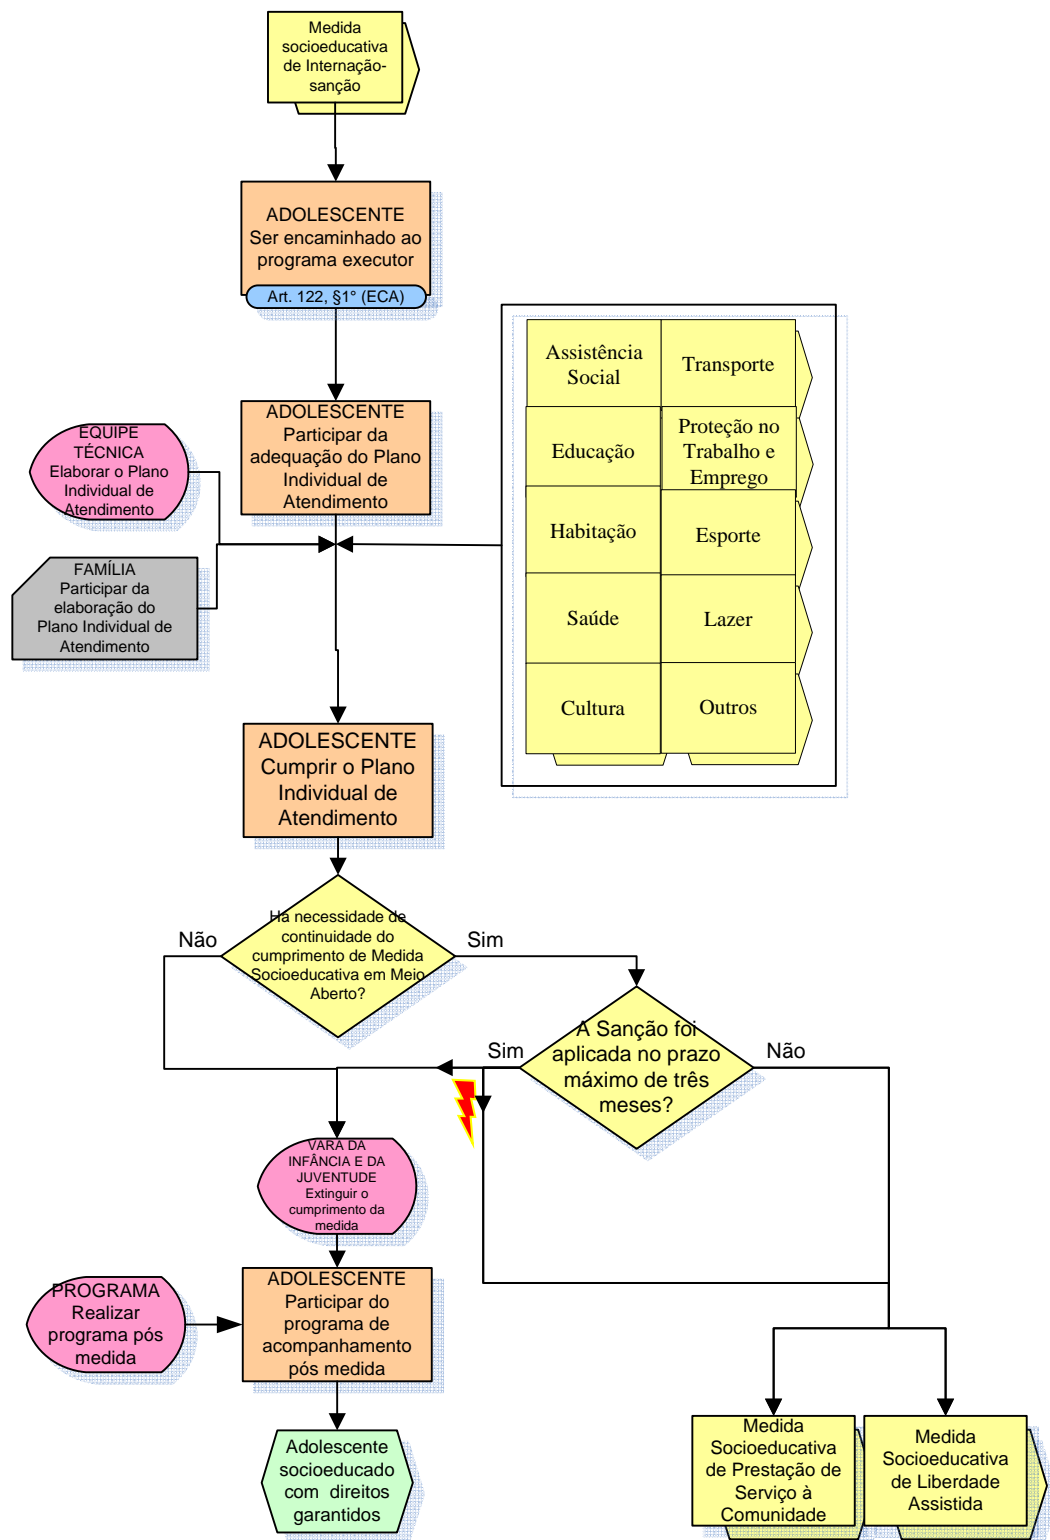 Medida
socioeducativa
de Internação-
sanção
ADOLESCENTE
Ser encaminhado ao
programa executor
Art. 122, §1° (ECA)
ADOLESCENTE
Participar da
adequação do Plano
Individual de
Atendimento
EQUIPE
TÉCNICA
Elaborar o Plano
Individual de
Atendimento
FAMÍLIA
Participar da
elaboração do
Plano Individual de
Atendimento
Assistência
Social
Transporte
Educação
Proteção no
Trabalho e
Emprego
Habitação
Esporte
Saúde
Lazer
Cultura
Outros
ADOLESCENTE
Cumprir o Plano
Individual de
Atendimento
Não
Há necessidade de
continuidade do
cumprimento de Medida
Socioeducativa em Meio
Aberto?
Sim
Sim
A Sanção foi
aplicada no prazo
máximo de três
meses?
Não
VARA DA
INFÂNCIA E DA
JUVENTUDE
Extinguir o
cumprimento da
medida
PROGRAMA
Realizar
programa pós
medida
ADOLESCENTE
Participar do
programa de
acompanhamento
pós medida
Adolescente
socioeducado
com direitos
garantidos
Medida
Socioeducativa
de Prestação de
Serviço à
Comunidade
Medida
Socioeducativa
de Liberdade
Assistida